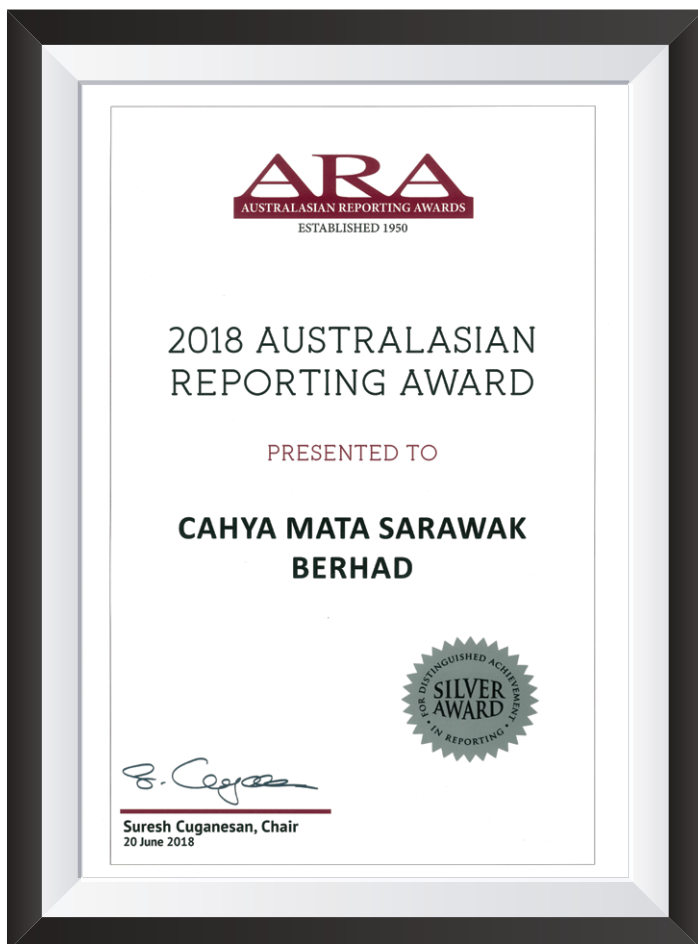 ARA
AUSTRALASIAN REPORTING AWARDS
ESTABLISHED 1950
2018 AUSTRALASIAN
REPORTING AWARD
PRESENTED TO
CAHYA MATA SARAWAK
BERHAD
FOR DISTINGUISHED ACHIEVEMENT
SILVER
AWARD
• IN REPORTING •
Suresh Cuganesan, Chair
20 June 2018